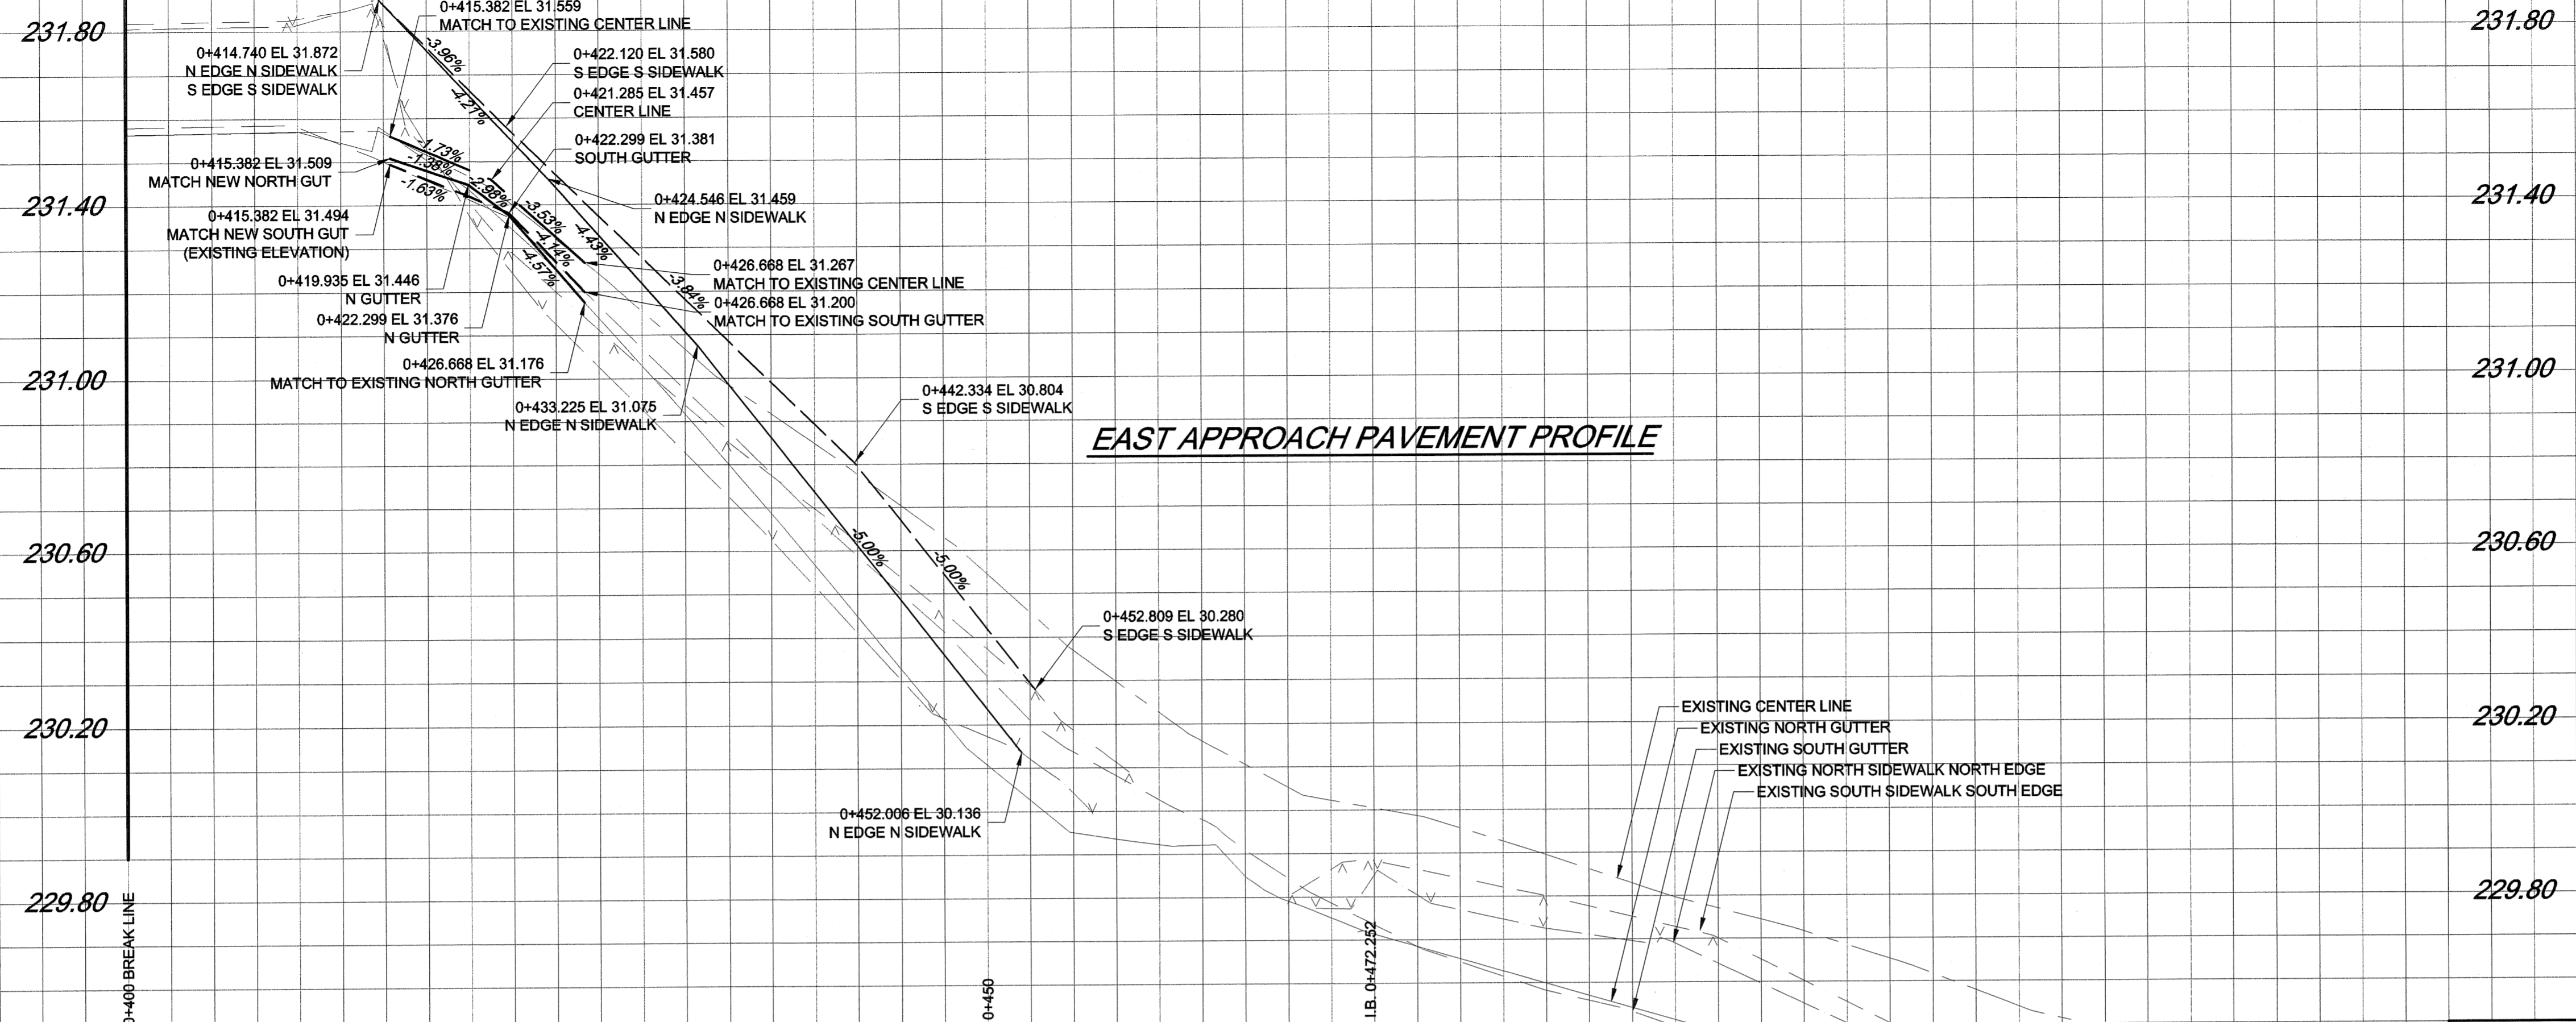 231.80
231.40
231.00
230.60
230.20
229.80
0+415.382 EL 31.559
MATCH TO EXISTING CENTER LINE
0+414.740 EL 31.872
N EDGE N SIDEWALK
S EDGE S SIDEWALK
-3.96%
-4.21%
0+422.120 EL 31.580
S EDGE S SIDEWALK
0+421.285 EL 31.457
CENTER LINE
0+422.299 EL 31.381
SOUTH GUTTER
0+415.382 EL 31.509
MATCH NEW NORTH GUT
-1.73%
-1.38%
-1.63%
-2.98%
0+424.546 EL 31.459
N EDGE N SIDEWALK
0+415.382 EL 31.494
MATCH NEW SOUTH GUT
(EXISTING ELEVATION)
-3.53%
-4.43%
-4.14%
-4.57%
-3.84%
0+419.935 EL 31.446
N GUTTER
0+426.668 EL 31.267
MATCH TO EXISTING CENTER LINE
0+426.668 EL 31.200
MATCH TO EXISTING SOUTH GUTTER
0+422.299 EL 31.376
N GUTTER
0+426.668 EL 31.176
MATCH TO EXISTING NORTH GUTTER
0+433.225 EL 31.075
N EDGE N SIDEWALK
0+442.334 EL 30.804
S EDGE S SIDEWALK
EAST APPROACH PAVEMENT PROFILE
-5.00%
-5.00%
0+452.809 EL 30.280
S EDGE S SIDEWALK
0+452.006 EL 30.136
N EDGE N SIDEWALK
EXISTING CENTER LINE
EXISTING NORTH GUTTER
EXISTING SOUTH GUTTER
EXISTING NORTH SIDEWALK NORTH EDGE
EXISTING SOUTH SIDEWALK SOUTH EDGE
0+400 BREAK LINE
0+450
I.B. 0+472.252
231.80
231.40
231.00
230.60
230.20
229.80